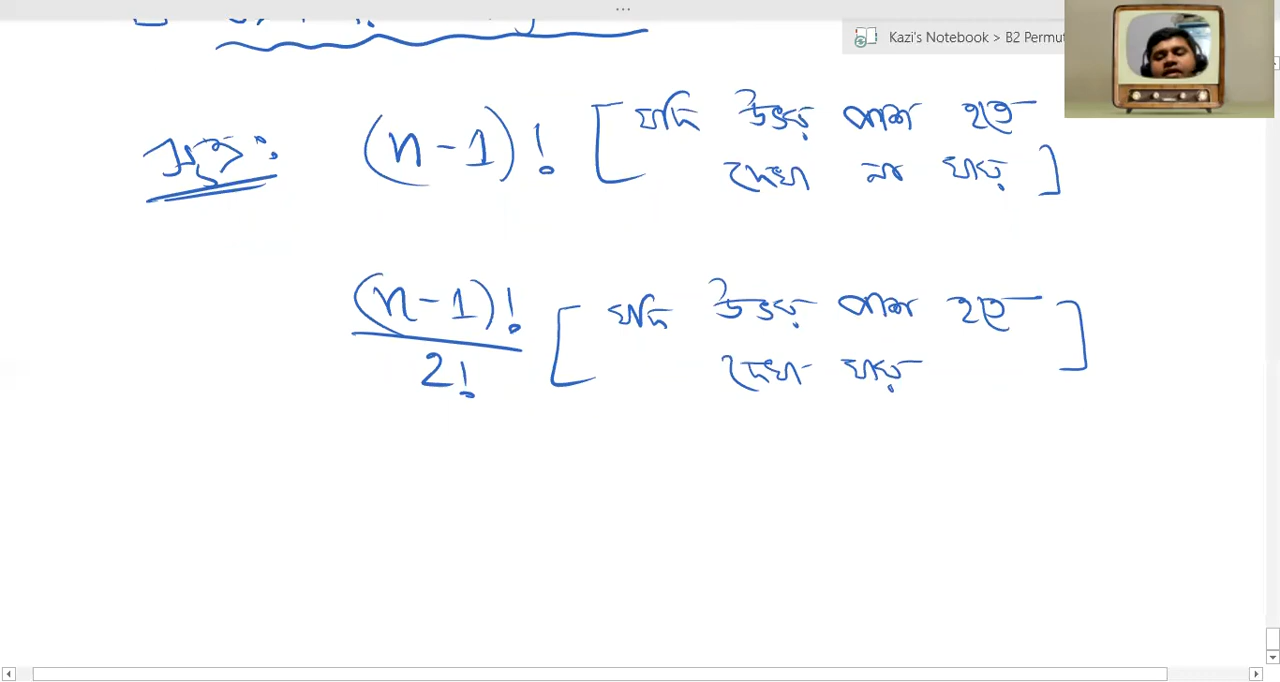 Kazi's Notebook > B2 Permut
সূত্র: (n-1)! [যদি উভয় পাশ হতে
দেখা না যায়]
(n-1)!/2! [যদি উভয় পাশ হতে
দেখা যায়]